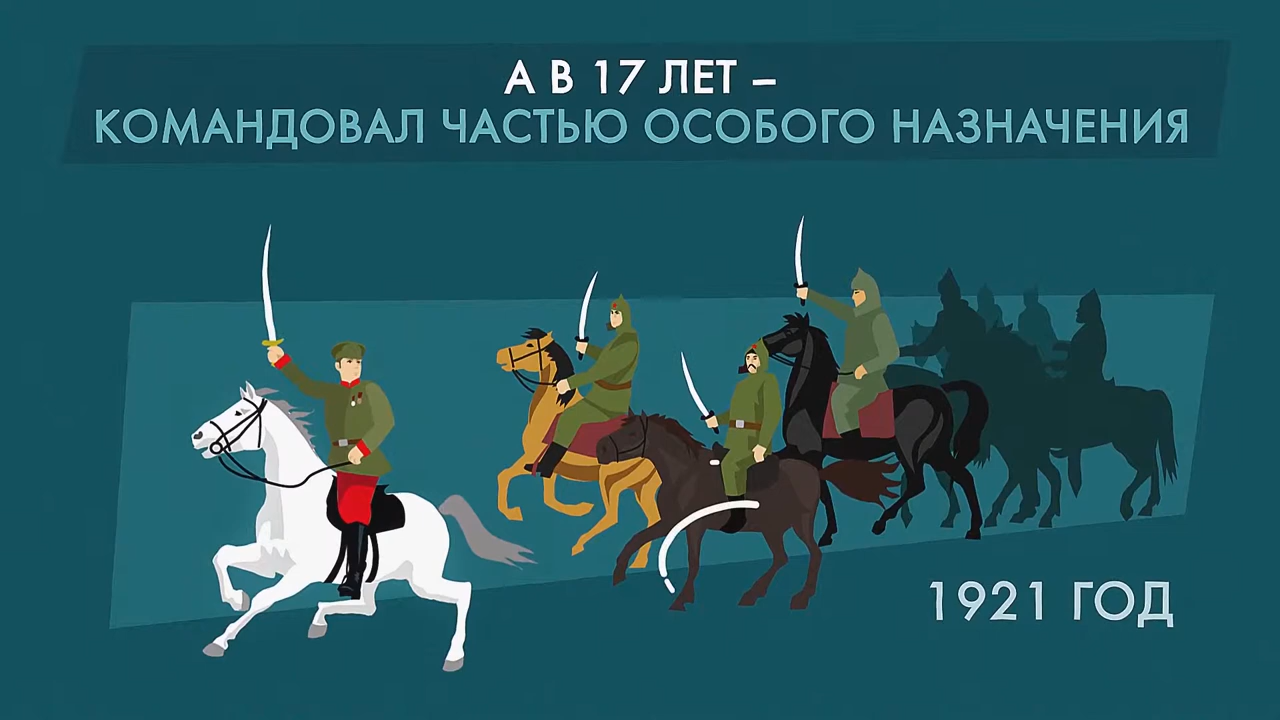 А В 17 ЛЕТ –
КОМАНДОВАЛ ЧАСТЬЮ ОСОБОГО НАЗНАЧЕНИЯ
1921 ГОД